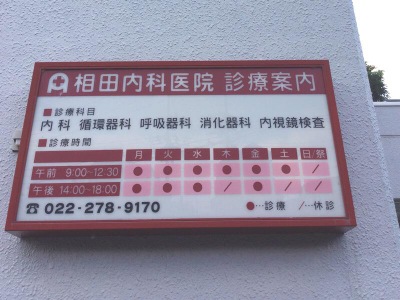 相田内科医院 診療案内
■診療科目
内科 循環器科 呼吸器科 消化器科 内視鏡検査
■診療時間
月 火 水 木 金 土 日/祭
午前 9:00~12:30 ● ● ● ● ● ● /
午後 14:00~18:00 ● ● ● / ● / /
☎ 022-278-9170
●…診療 /…休診